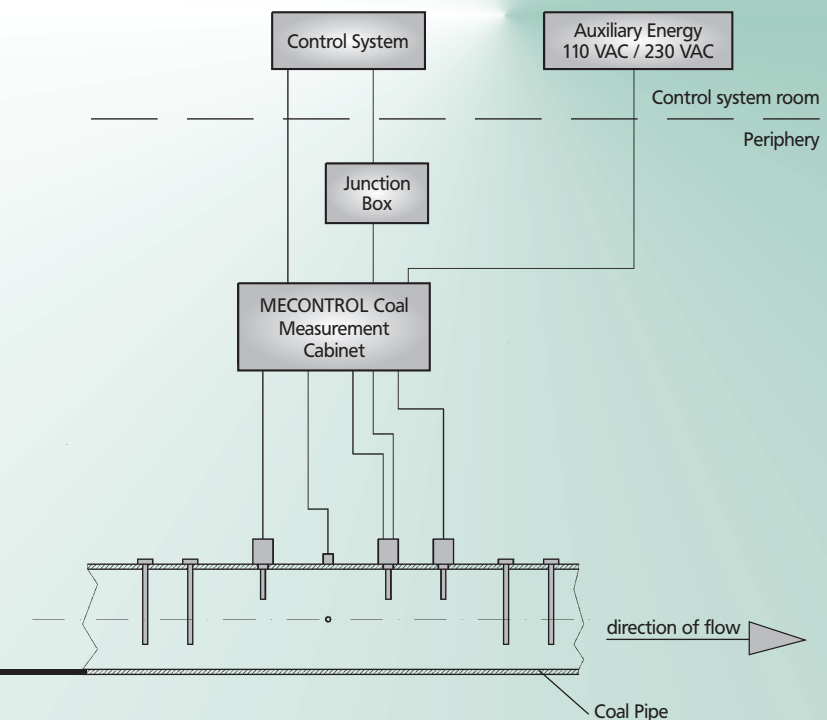 Control System
Auxiliary Energy
110 VAC / 230 VAC
Control system room
Periphery
Junction
Box
MECONTROL Coal
Measurement
Cabinet
direction of flow
Coal Pipe